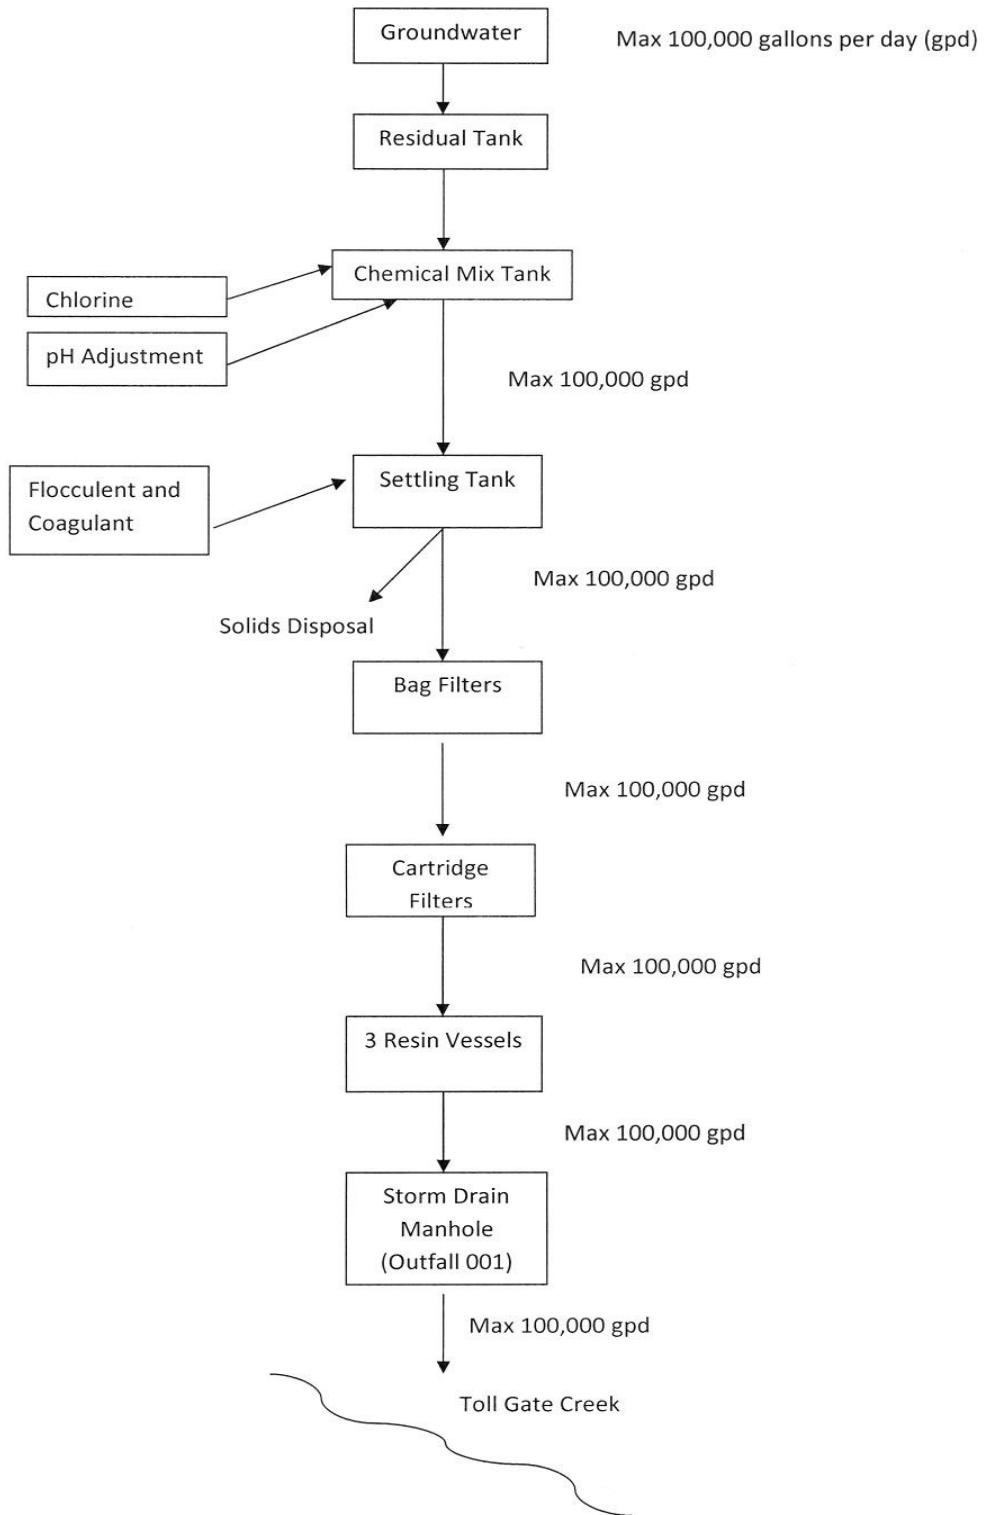 Groundwater
Max 100,000 gallons per day (gpd)
Residual Tank
Chemical Mix Tank
Chlorine
pH Adjustment
Max 100,000 gpd
Settling Tank
Flocculent and
Coagulant
Max 100,000 gpd
Solids Disposal
Bag Filters
Max 100,000 gpd
Cartridge
Filters
Max 100,000 gpd
3 Resin Vessels
Max 100,000 gpd
Storm Drain
Manhole
(Outfall 001)
Max 100,000 gpd
Toll Gate Creek